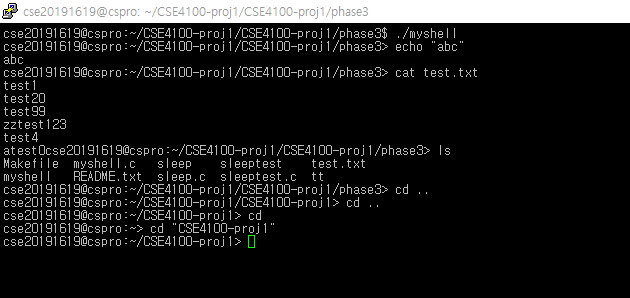 cse20191619@cspro: ~/CSE4100-proj1/CSE4100-proj1/phase3
cse20191619@cspro:~/CSE4100-proj1/CSE4100-proj1/phase3$ ./myshell
cse20191619@cspro:~/CSE4100-proj1/CSE4100-proj1/phase3> echo "abc"
abc
cse20191619@cspro:~/CSE4100-proj1/CSE4100-proj1/phase3> cat test.txt
test1
test20
test99
zztest123
test4
atest0cse20191619@cspro:~/CSE4100-proj1/CSE4100-proj1/phase3> ls
Makefile  myshell.c   sleep    sleeptest    test.txt
myshell   README.txt  sleep.c  sleeptest.c  tt
cse20191619@cspro:~/CSE4100-proj1/CSE4100-proj1/phase3> cd ..
cse20191619@cspro:~/CSE4100-proj1/CSE4100-proj1> cd ..
cse20191619@cspro:~/CSE4100-proj1> cd
cse20191619@cspro:~> cd "CSE4100-proj1"
cse20191619@cspro:~/CSE4100-proj1>